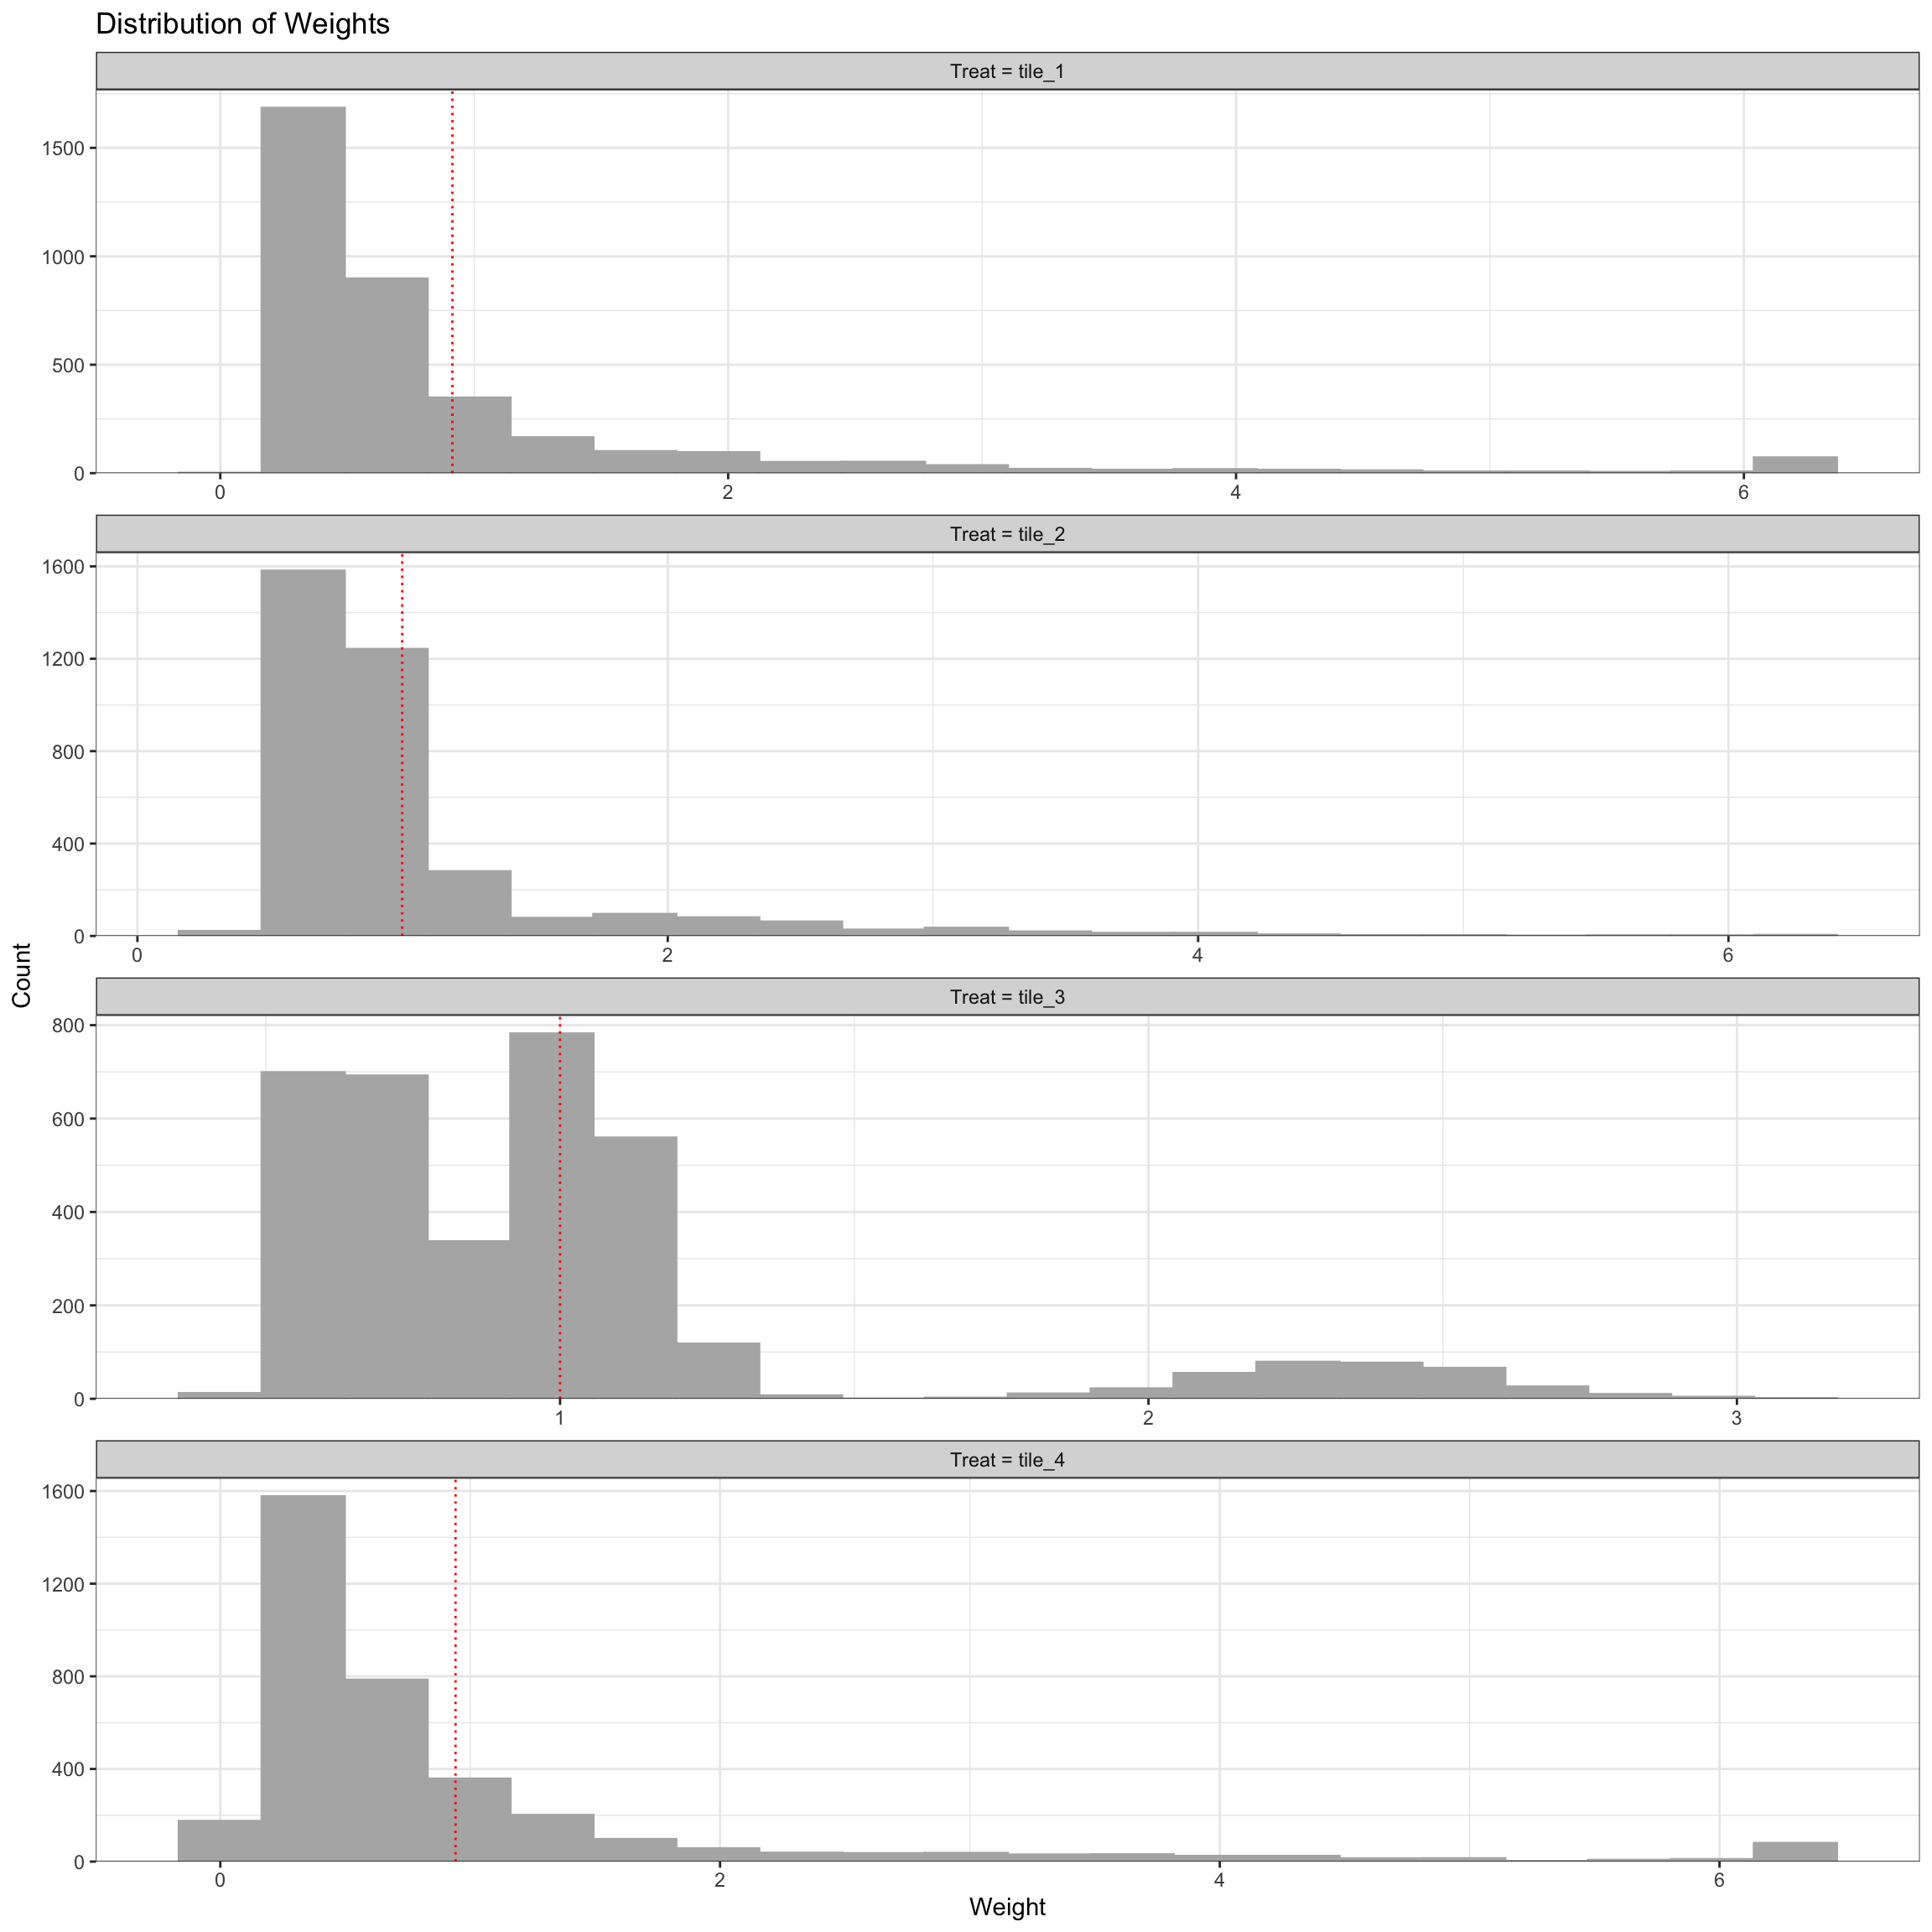 Distribution of Weights
Treat = tile_1
1500
1000
500
0
0 2 4 6
Treat = tile_2
1600
1200
800
400
0
0 2 4 6
Count
Treat = tile_3
800
600
400
200
0
1 2 3
Treat = tile_4
1600
1200
800
400
0
0 2 4 6
Weight